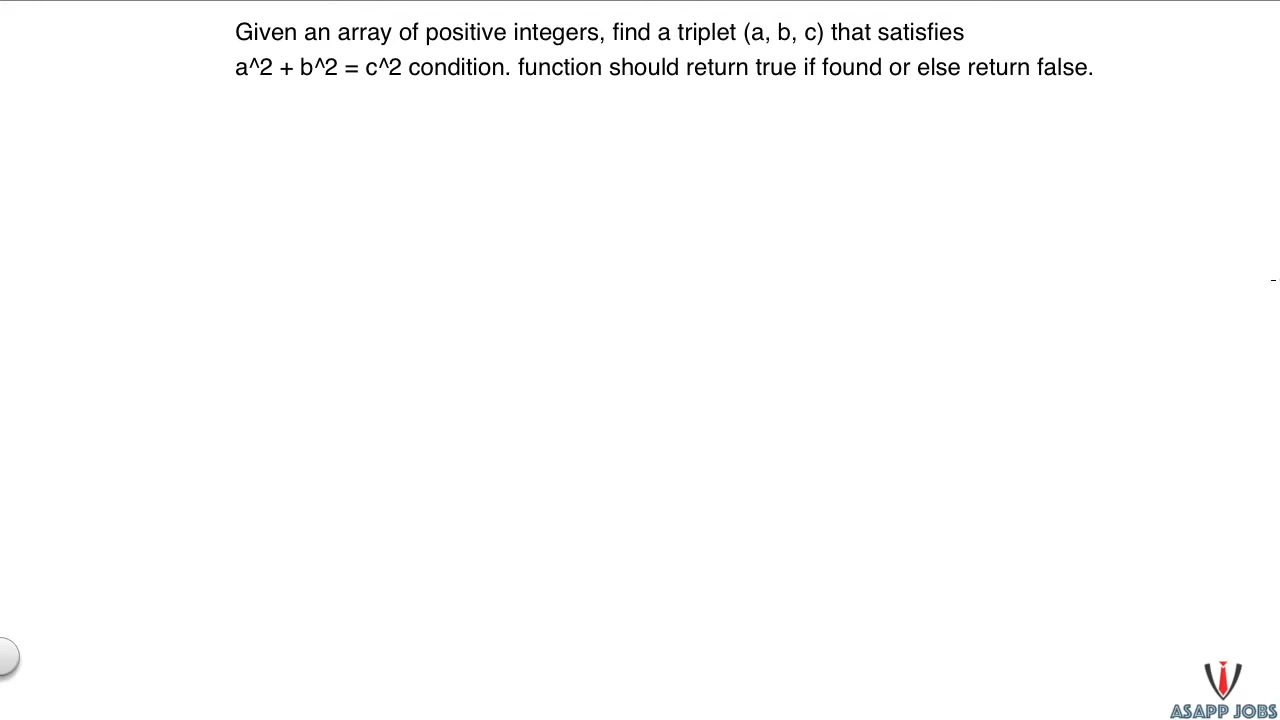 Given an array of positive integers, find a triplet (a, b, c) that satisfies
a^2 + b^2 = c^2 condition. function should return true if found or else return false.
ASAPP JOBS